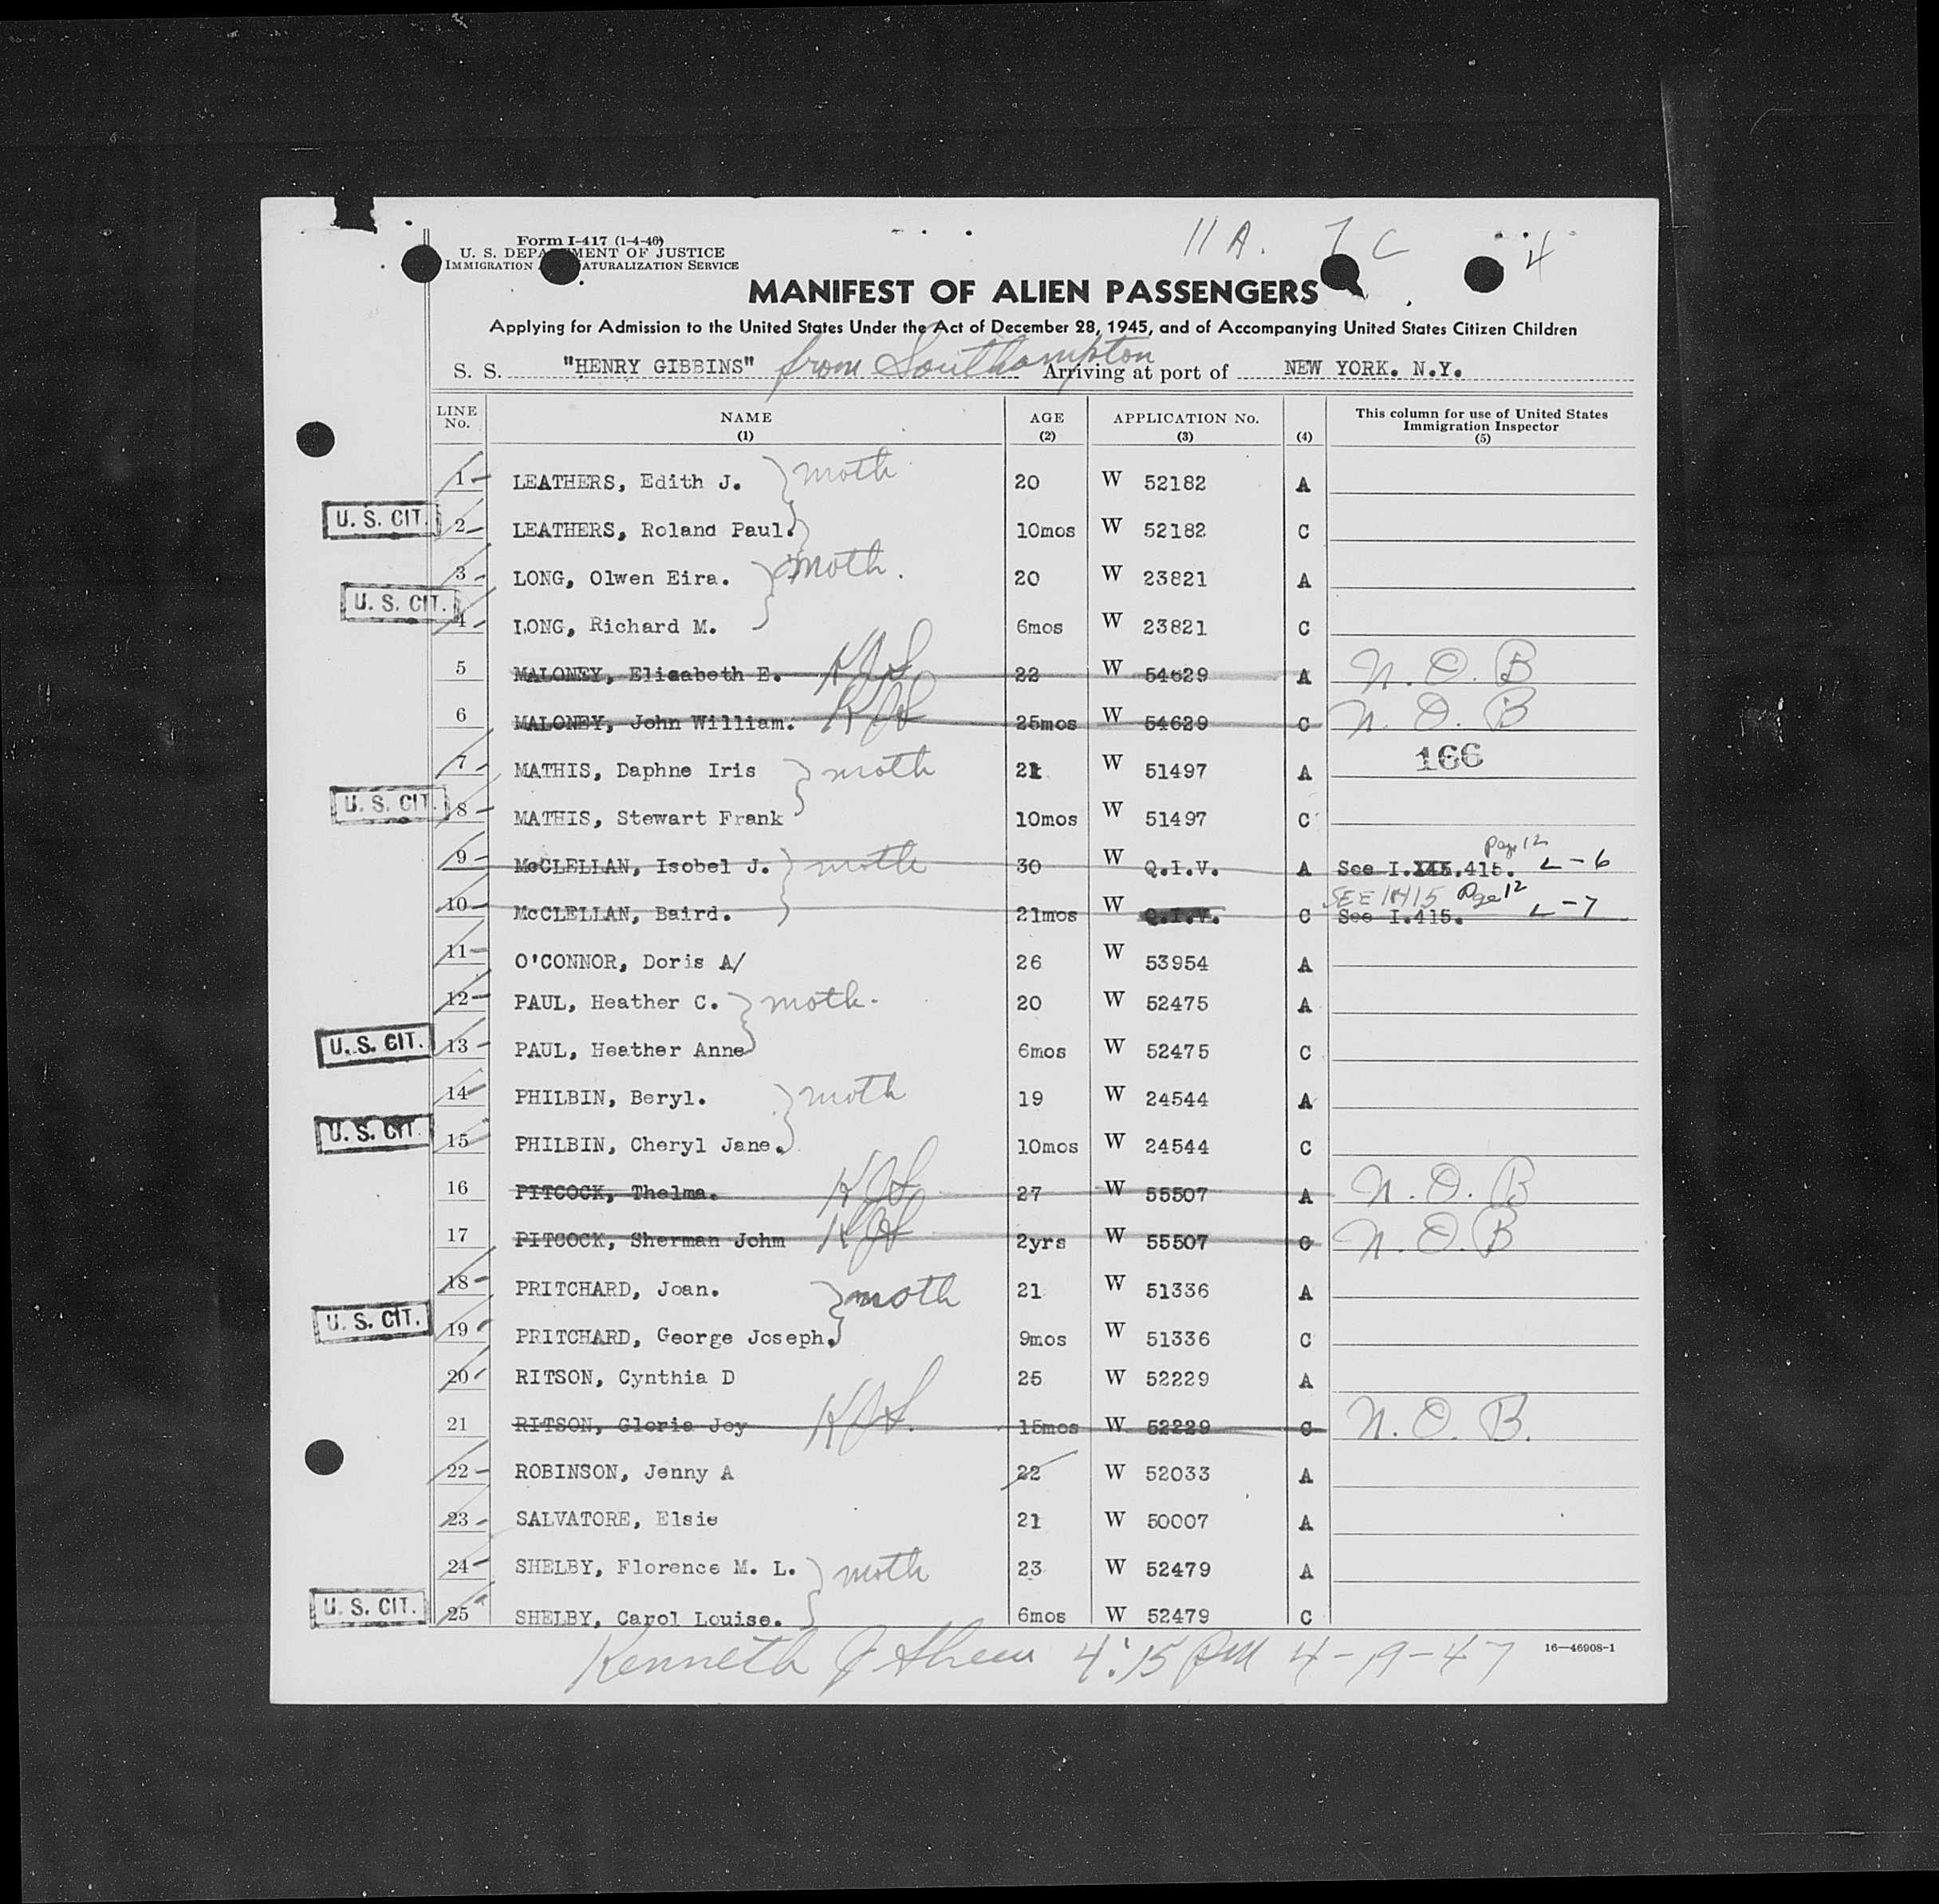 11 A. 7 C 4
Form I-417 (1-4-46)
U. S. DEPARTMENT OF JUSTICE
IMMIGRATION NATURALIZATION SERVICE
MANIFEST OF ALIEN PASSENGERS
Applying for Admission to the United States Under the Act of December 28, 1945, and of Accompanying United States Citizen Children
S. S. "HENRY GIBBINS" from Southampton Arriving at port of NEW YORK. N.Y.
LINE No. NAME (1) AGE (2) APPLICATION No. (3) (4) This column for use of United States Immigration Inspector (5)
1 LEATHERS, Edith J. moth 20 W 52182 A
U. S. CIT. 2 LEATHERS, Roland Paul. 10mos W 52182 C
3 LONG, Olwen Eira. moth. 20 W 23821 A
U. S. CIT. 4 LONG, Richard M. 6mos W 23821 C
5 MALONEY, Elizabeth E. KJS 22 W 54629 A N.O.B
6 MALONEY, John William. KJS 25mos W 54629 C N.O.B
166
7 MATHIS, Daphne Iris moth 21 W 51497 A
U. S. CIT. 8 MATHIS, Stewart Frank 10mos W 51497 C
9 McCLELLAN, Isobel J. moth 30 W Q.I.V. A See I.415. Page 12 L-6
10 McCLELLAN, Baird. 21mos W Q.I.V. C SEE I415 Page 12 See I.415. L-7
11 O'CONNOR, Doris A/ 26 W 53954 A
12 PAUL, Heather C. moth. 20 W 52475 A
U. S. CIT. 13 PAUL, Heather Anne 6mos W 52475 C
14 PHILBIN, Beryl. moth 19 W 24544 A
U. S. CIT. 15 PHILBIN, Cheryl Jane. 10mos W 24544 C
16 PITCOCK, Thelma. KJS 27 W 55507 A N.O.B
17 PITCOCK, Sherman Johm KJS 2yrs W 55507 C N.O.B
18 PRITCHARD, Joan. moth 21 W 51336 A
U. S. CIT. 19 PRITCHARD, George Joseph. 9mos W 51336 C
20 RITSON, Cynthia D 25 W 52229 A
21 RITSON, Gloria Joy KJS. 15mos W 52229 C N.O.B.
22 ROBINSON, Jenny A 22 W 52033 A
23 SALVATORE, Elsie 21 W 50007 A
24 SHELBY, Florence M. L. moth 23 W 52479 A
U. S. CIT. 25 SHELBY, Carol Louise. 6mos W 52479 C
Kenneth J Shea 4:15 PM 4-19-47
16—46908-1